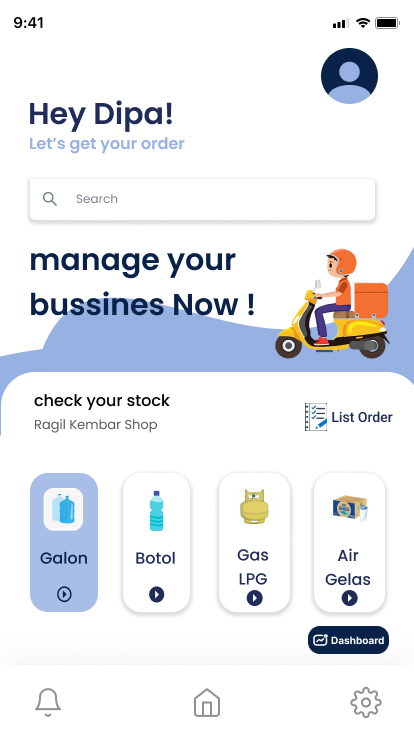 9:41
Hey Dipa!
Let's get your order
Search
manage your
bussines Now !
check your stock
Ragil Kembar Shop
List Order
Galon
Botol
Gas
LPG
Air
Gelas
Dashboard